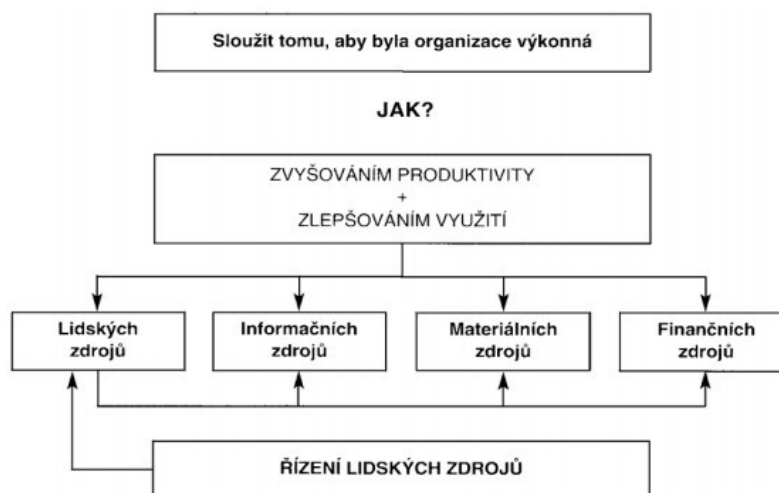 Sloužit tomu, aby byla organizace výkonná
JAK?
ZVYŠOVÁNÍM PRODUKTIVITY
+
ZLEPŠOVÁNÍM VYUŽITÍ
Lidských
zdrojů
Informačních
zdrojů
Materiálních
zdrojů
Finančních
zdrojů
ŘÍZENÍ LIDSKÝCH ZDROJŮ